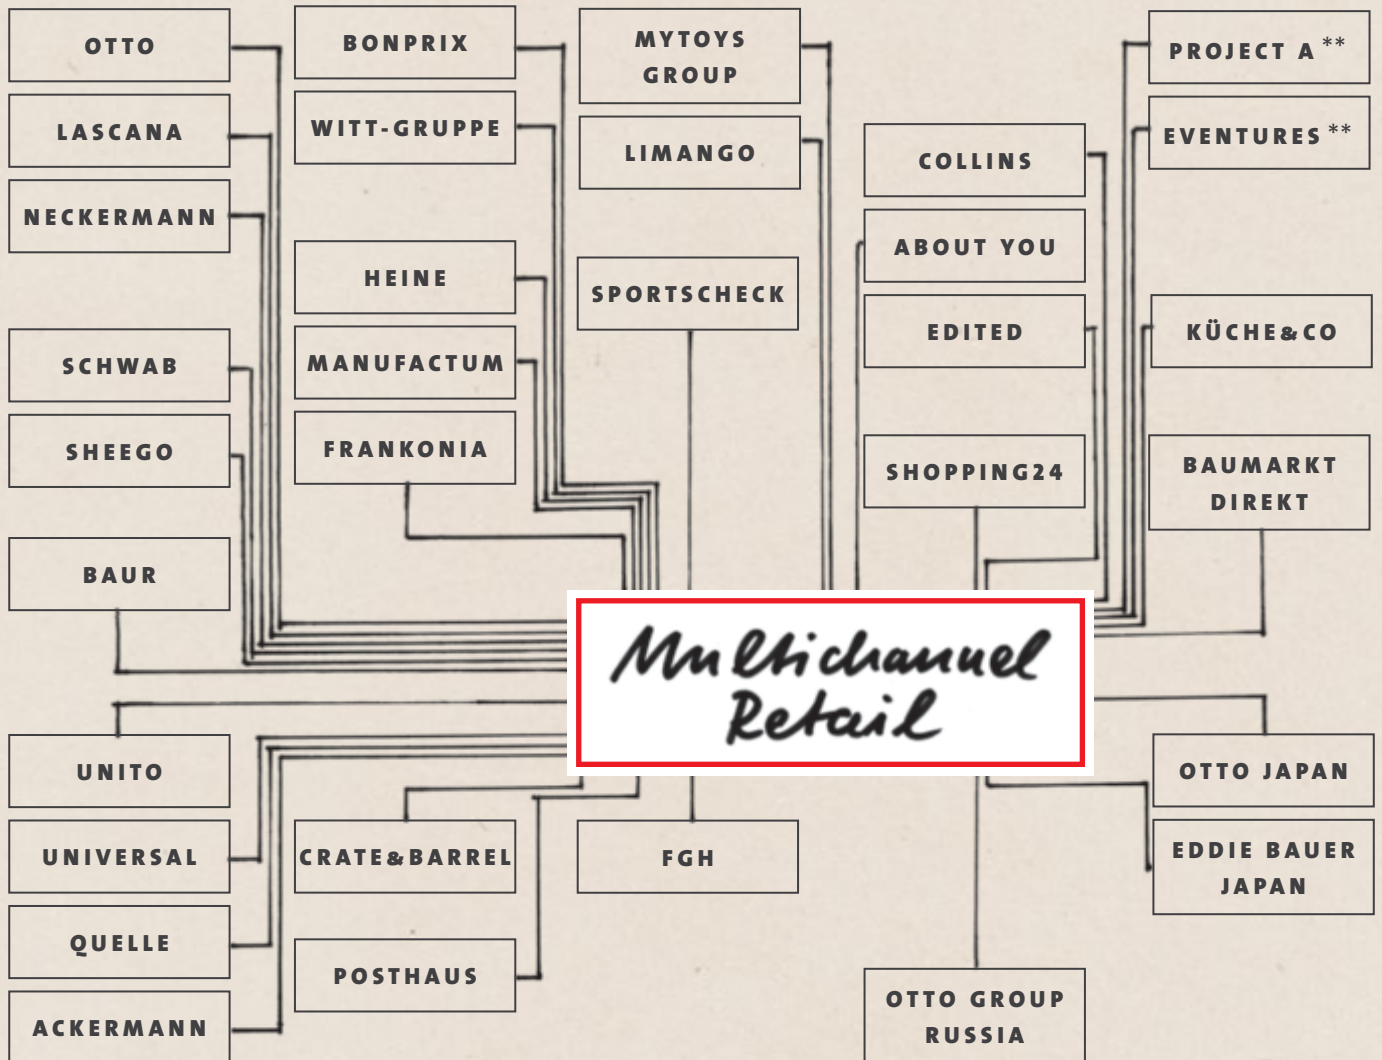 OTTO
LASCANA
NECKERMANN
SCHWAB
SHEEGO
BAUR
UNITO
UNIVERSAL
QUELLE
ACKERMANN
BONPRIX
WITT-GRUPPE
HEINE
MANUFACTUM
FRANKONIA
CRATE&BARREL
POSTHAUS
MYTOYS
GROUP
LIMANGO
SPORTSCHECK
Multichannel
Retail
FGH
COLLINS
ABOUT YOU
EDITED
SHOPPING24
OTTO GROUP
RUSSIA
PROJECT A**
EVENTURES**
KÜCHE&CO
BAUMARKT
DIREKT
OTTO JAPAN
EDDIE BAUER
JAPAN